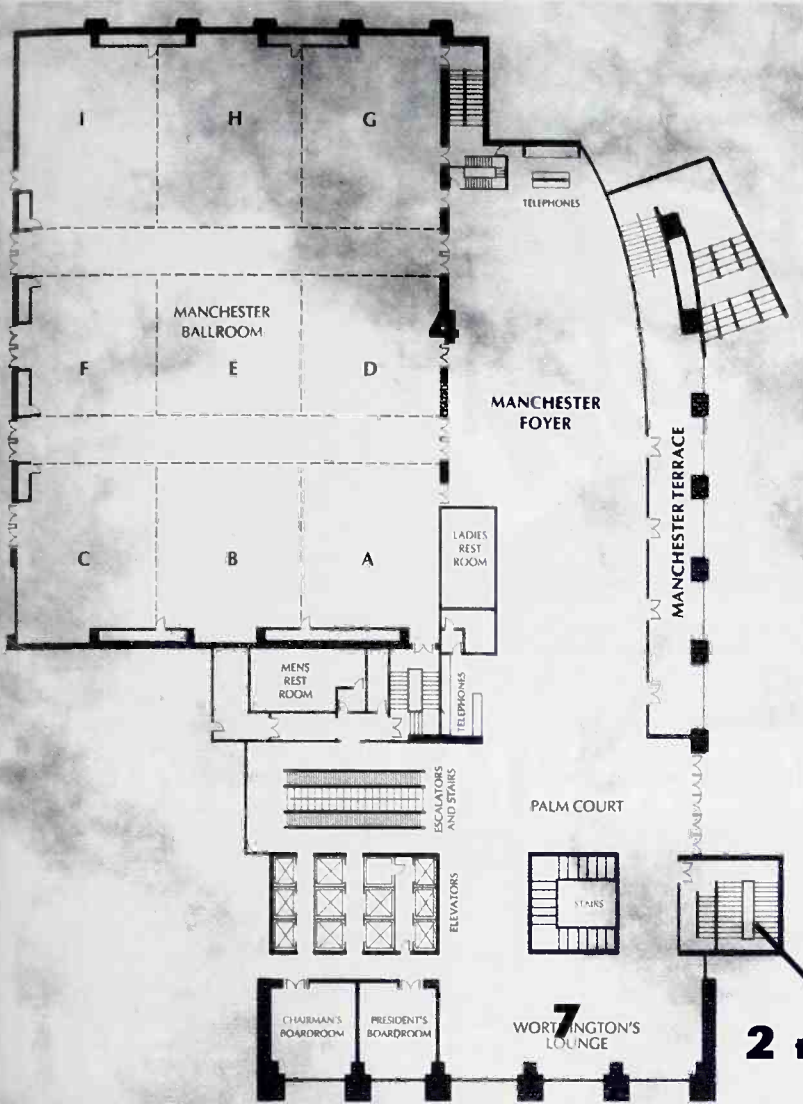 I H G
TELEPHONES
MANCHESTER
BALLROOM
4
F E D
MANCHESTER
FOYER
MANCHESTER TERRACE
LADIES
REST
ROOM
C B A
MENS
REST
ROOM
TELEPHONES
ESCALATORS
AND STAIRS
PALM COURT
ELEVATORS
STAIRS
CHAIRMAN'S
BOARDROOM
PRESIDENT'S
BOARDROOM
7
WORTHINGTON'S
LOUNGE
2